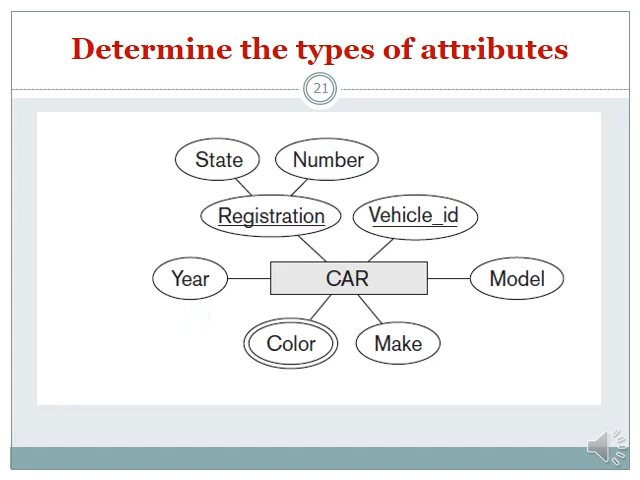 Determine the types of attributes
21
State Number
Registration Vehicle_id
Year CAR Model
Color Make